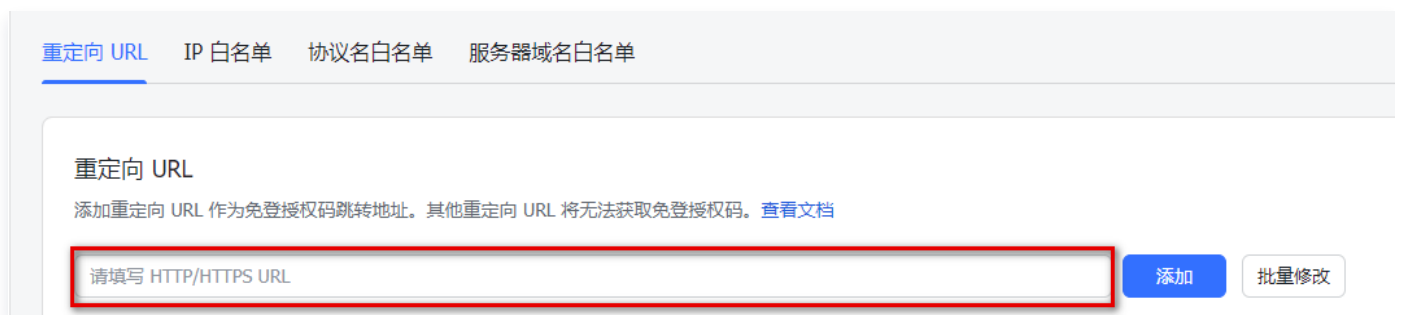 重定向 URL IP 白名单 协议名白名单 服务器域名白名单
重定向 URL
添加重定向 URL 作为免登授权码跳转地址。其他重定向 URL 将无法获取免登授权码。查看文档
请填写 HTTP/HTTPS URL 添加 批量修改